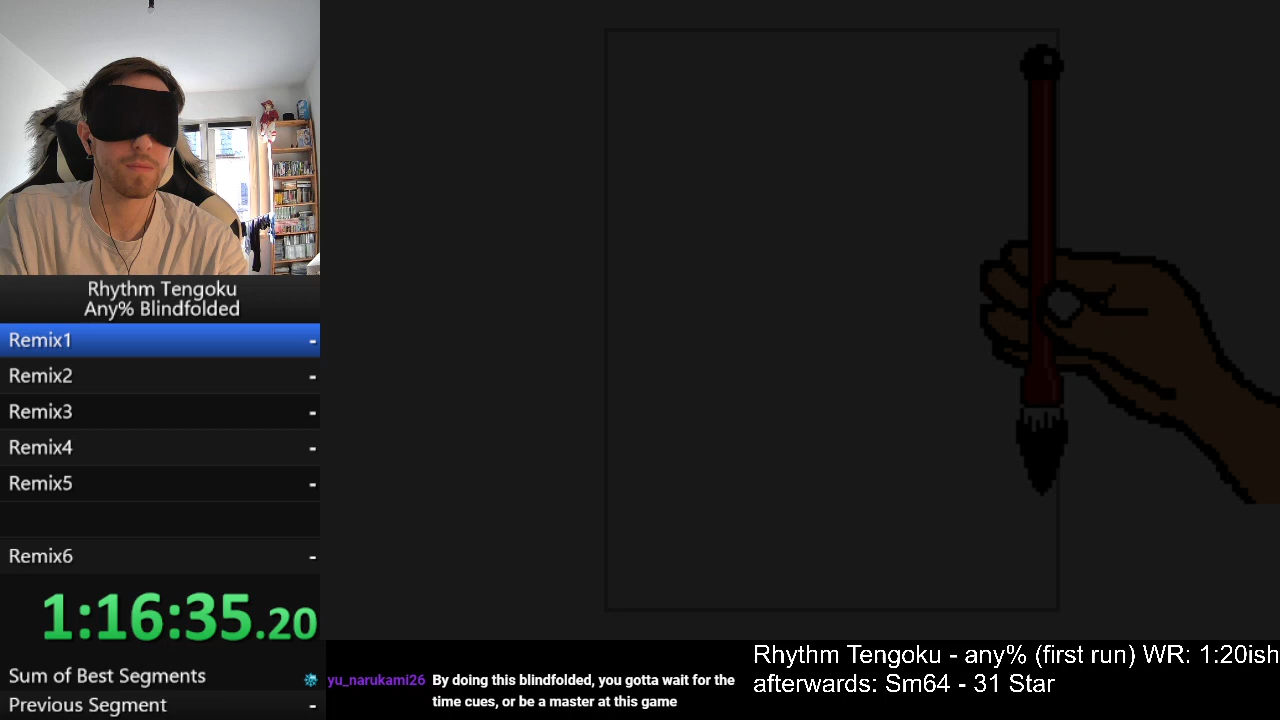 Rhythm Tengoku
Any% Blindfolded
Remix1 -
Remix2 -
Remix3 -
Remix4 -
Remix5 -
Remix6 -
1:16:35.20
Sum of Best Segments
Previous Segment -
yu_narukami26 By doing this blindfolded, you gotta wait for the
time cues, or be a master at this game
Rhythm Tengoku - any% (first run) WR: 1:20ish
afterwards: Sm64 - 31 Star